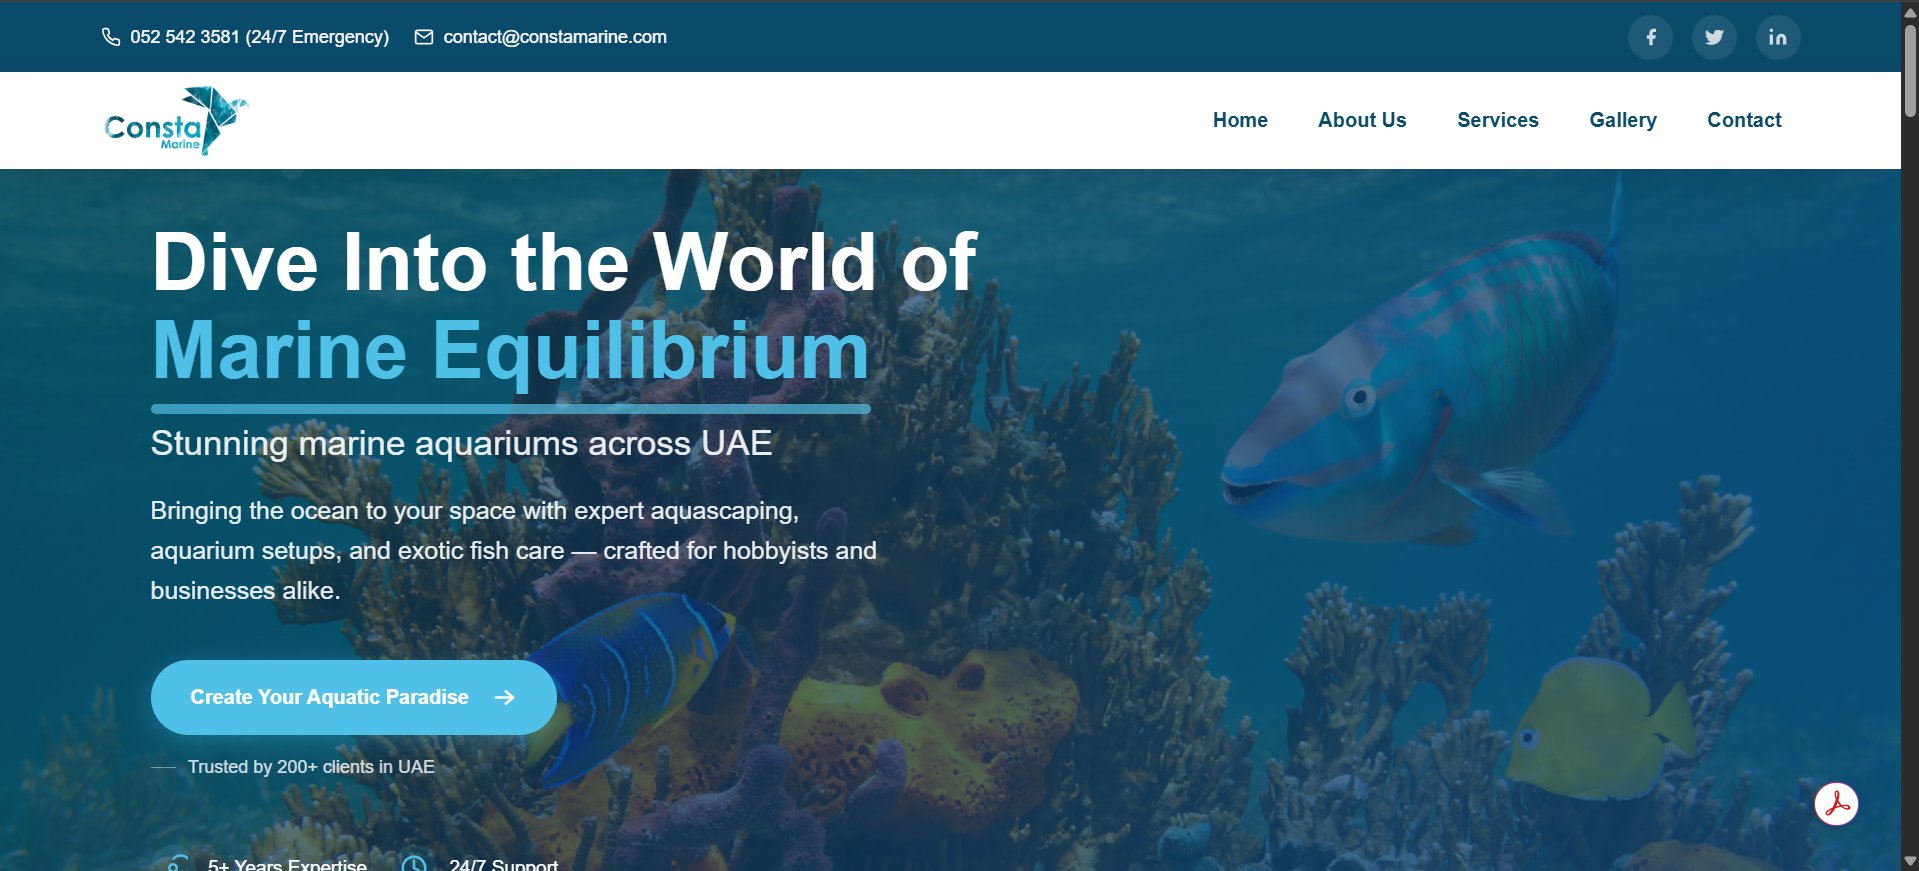 052 542 3581 (24/7 Emergency)
contact@constamarine.com
Consta
Marine
Home
About Us
Services
Gallery
Contact
Dive Into the World of
Marine Equilibrium
Stunning marine aquariums across UAE
Bringing the ocean to your space with expert aquascaping,
aquarium setups, and exotic fish care — crafted for hobbyists and
businesses alike.
Create Your Aquatic Paradise
Trusted by 200+ clients in UAE
5+ Years Expertise
24/7 Support